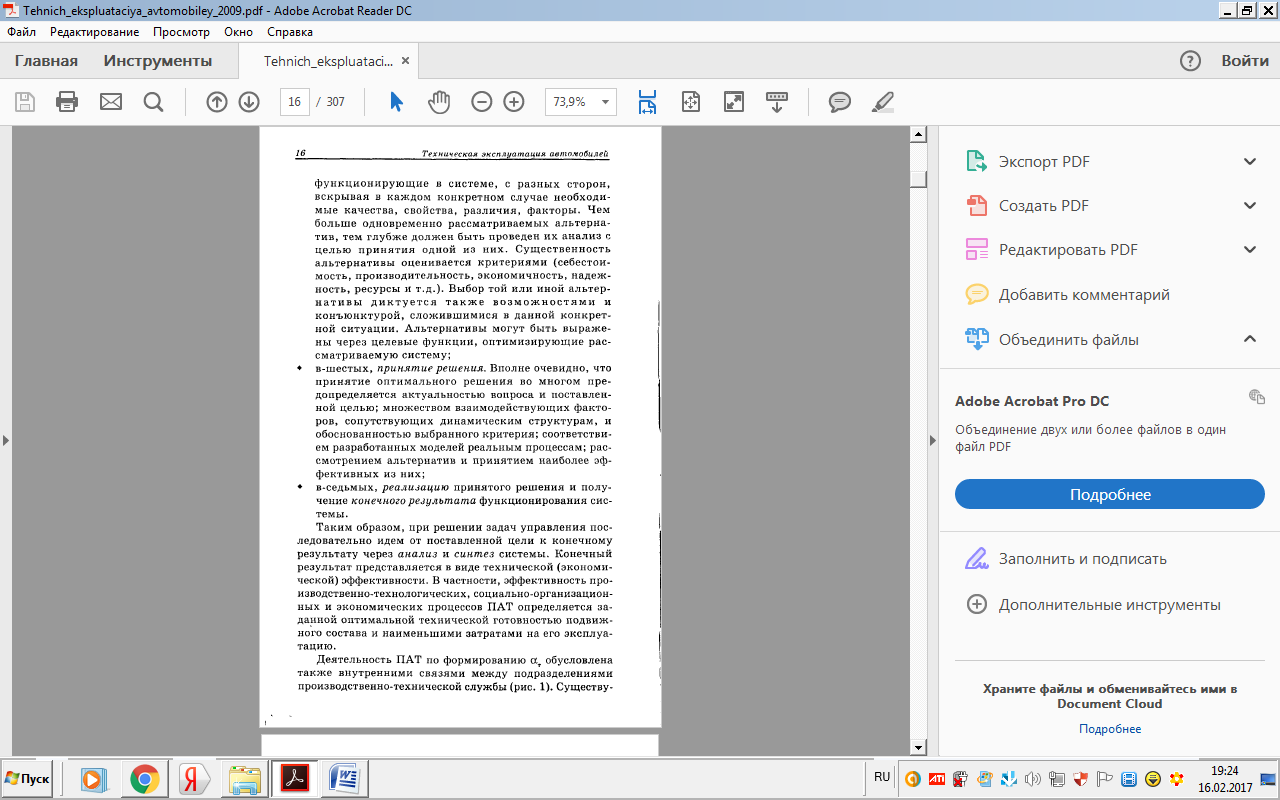 Tehnich_ekspluataciya_avtomobiley_2009.pdf - Adobe Acrobat Reader DC
Файл Редактирование Просмотр Окно Справка
Главная Инструменты Tehnich_ekspluataci... × Войти
16 / 307 73,9%
16 Техническая эксплуатация автомобилей
функционирующие в системе, с разных сторон,
вскрывая в каждом конкретном случае необходи-
мые качества, свойства, различия, факторы. Чем
больше одновременно рассматриваемых альтерна-
тив, тем глубже должен быть проведен их анализ с
целью принятия одной из них. Существенность
альтернативы оценивается критериями (себестои-
мость, производительность, экономичность, надеж-
ность, ресурсы и т.д.). Выбор той или иной альтер-
нативы диктуется также возможностями и
конъюнктурой, сложившимися в данной конкрет-
ной ситуации. Альтернативы могут быть выраже-
ны через целевые функции, оптимизирующие рас-
сматриваемую систему;
♦ в-шестых, принятие решения. Вполне очевидно, что
принятие оптимального решения во многом пре-
допределяется актуальностью вопроса и поставлен-
ной целью; множеством взаимодействующих факто-
ров, сопутствующих динамическим структурам, и
обоснованностью выбранного критерия; соответстви-
ем разработанных моделей реальным процессам; рас-
смотрением альтернатив и принятием наиболее эф-
фективных из них;
♦ в-седьмых, реализацию принятого решения и полу-
чение конечного результата функционирования сис-
темы.
Таким образом, при решении задач управления пос-
ледовательно идем от поставленной цели к конечному
результату через анализ и синтез системы. Конечный
результат представляется в виде технической (экономи-
ческой) эффективности. В частности, эффективность про-
изводственно-технологических, социально-организацион-
ных и экономических процессов ПАТ определяется за-
данной оптимальной технической готовностью подвиж-
ного состава и наименьшими затратами на его эксплуа-
тацию.
Деятельность ПАТ по формированию αт обусловлена
также внутренними связями между подразделениями
производственно-технической службы (рис. 1). Существу-
Экспорт PDF
Создать PDF
Редактировать PDF
Добавить комментарий
Объединить файлы
Adobe Acrobat Pro DC
Объединение двух или более файлов в один
файл PDF
Подробнее
Заполнить и подписать
Дополнительные инструменты
Храните файлы и обменивайтесь ими в
Document Cloud
Подробнее
Пуск RU 19:24
16.02.2017